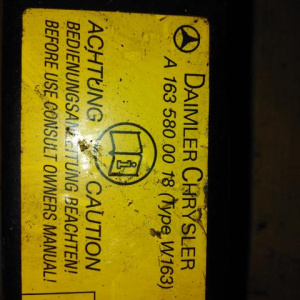 DAIMLER CHRYSLER
A 163 580 00 18 (Type W163)
ACHTUNG CAUTION
BEDIENUNGSANLEITUNG BEACHTEN!
BEFORE USE CONSULT OWNERS MANUAL!